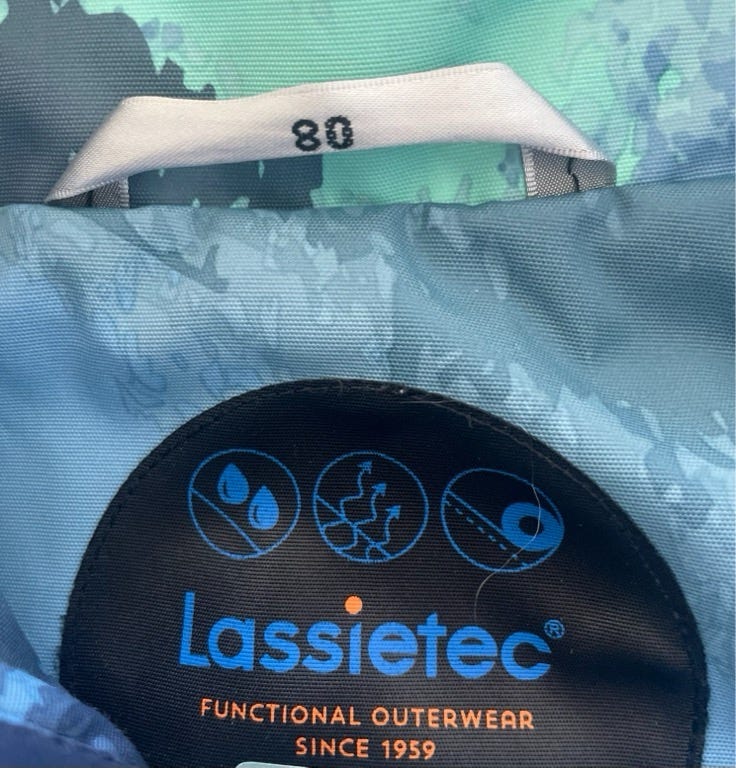 80
Lassietec®
FUNCTIONAL OUTERWEAR
SINCE 1959